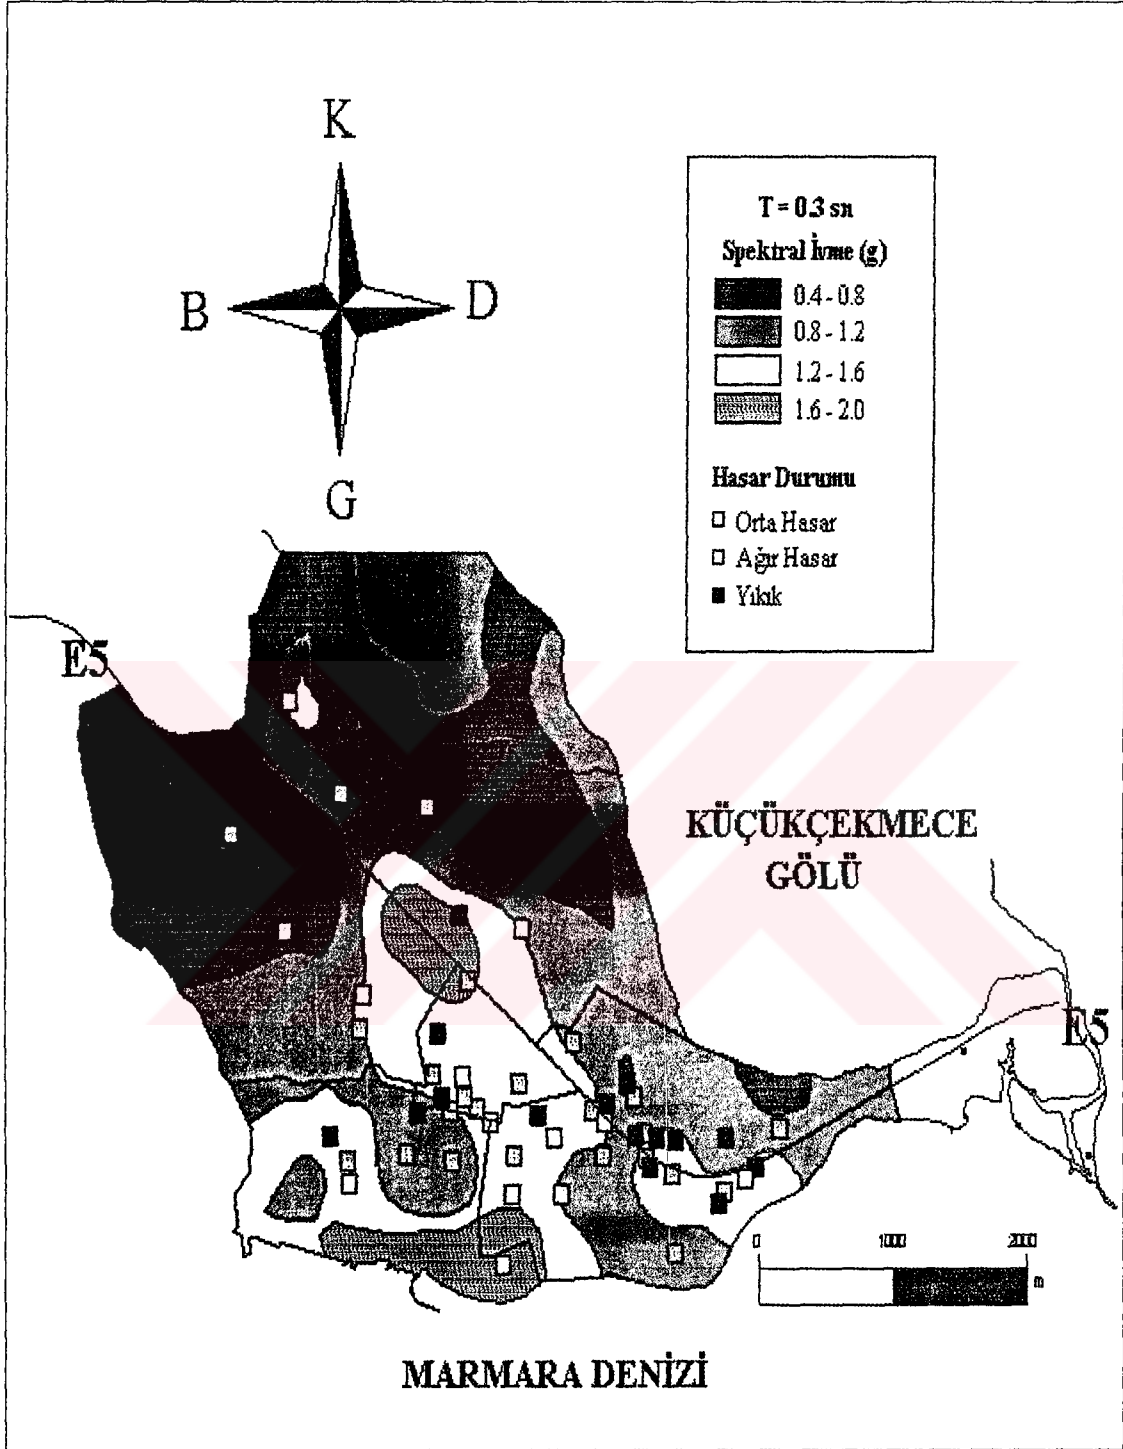 K
B
D
G
T = 0.3 sn
Spektral İvme (g)
0.4 - 0.8
0.8 - 1.2
1.2 - 1.6
1.6 - 2.0
Hasar Durumu
Orta Hasar
Ağır Hasar
Yıkık
E5
KÜÇÜKÇEKMECE
GÖLÜ
E5
0 1000 2000
m
MARMARA DENİZİ